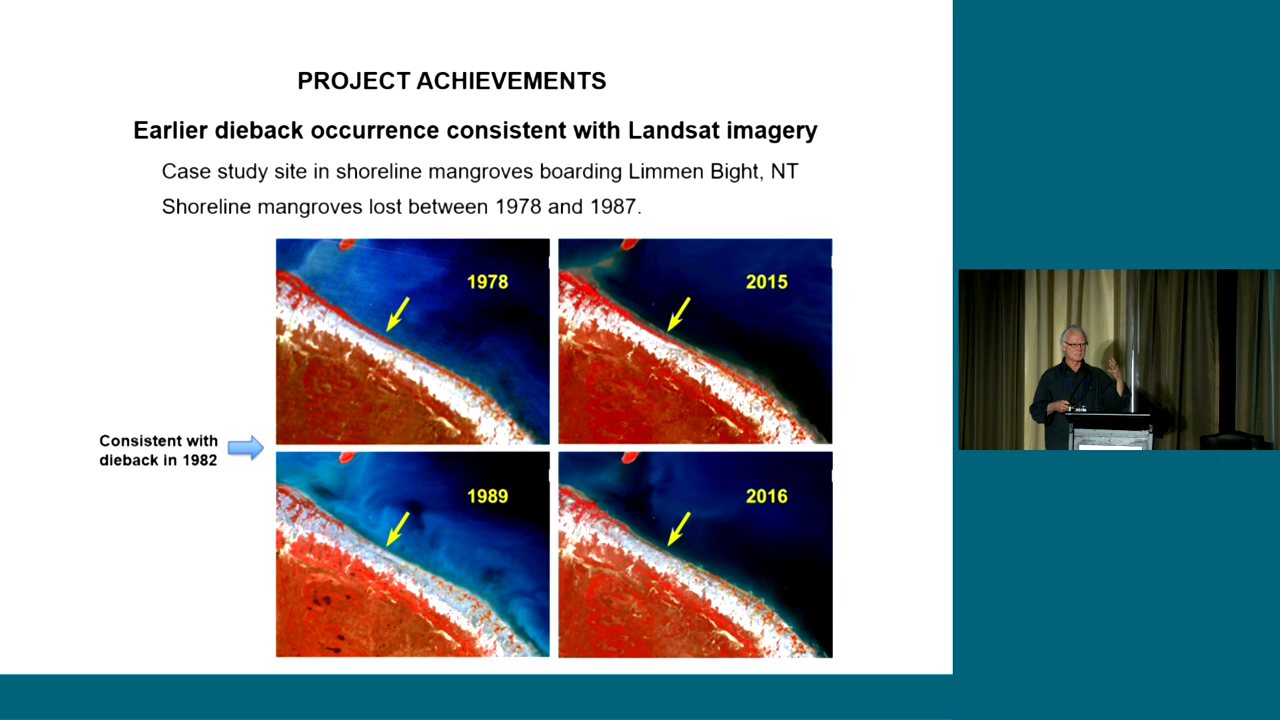 PROJECT ACHIEVEMENTS
Earlier dieback occurrence consistent with Landsat imagery
Case study site in shoreline mangroves boarding Limmen Bight, NT
Shoreline mangroves lost between 1978 and 1987.
1978
2015
Consistent with
dieback in 1982
1989
2016